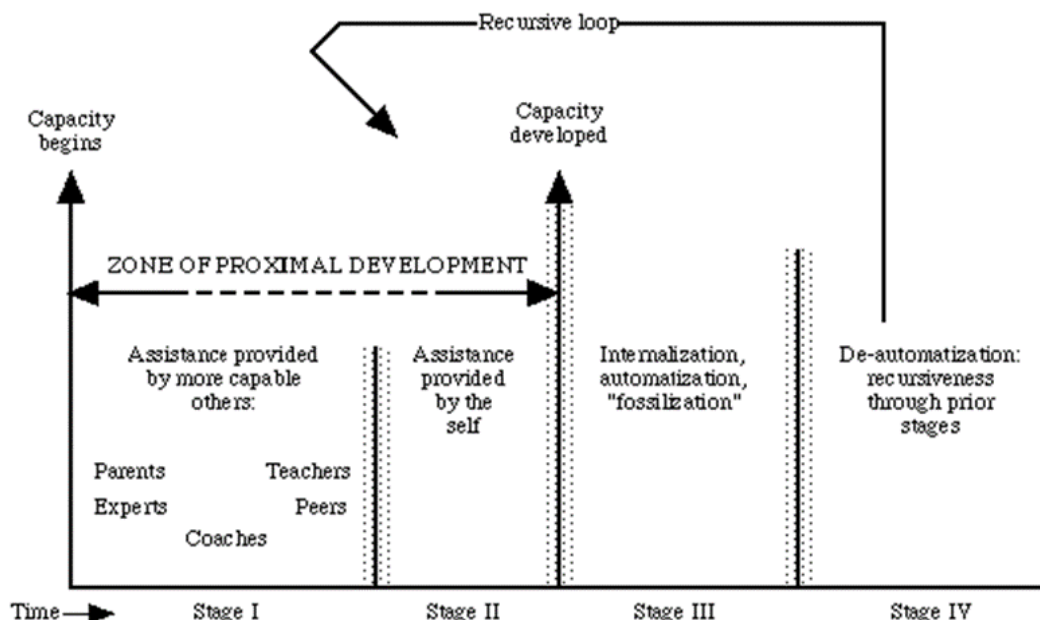 Recursive loop
Capacity
begins
Capacity
developed
ZONE OF PROXIMAL DEVELOPMENT
Assistance provided
by more capable
others:
Parents
Teachers
Experts
Peers
Coaches
Assistance
provided
by the
self
Internalization,
automatization,
"fossilization"
De-automatization:
recursiveness
through prior
stages
Time
Stage I
Stage II
Stage III
Stage IV